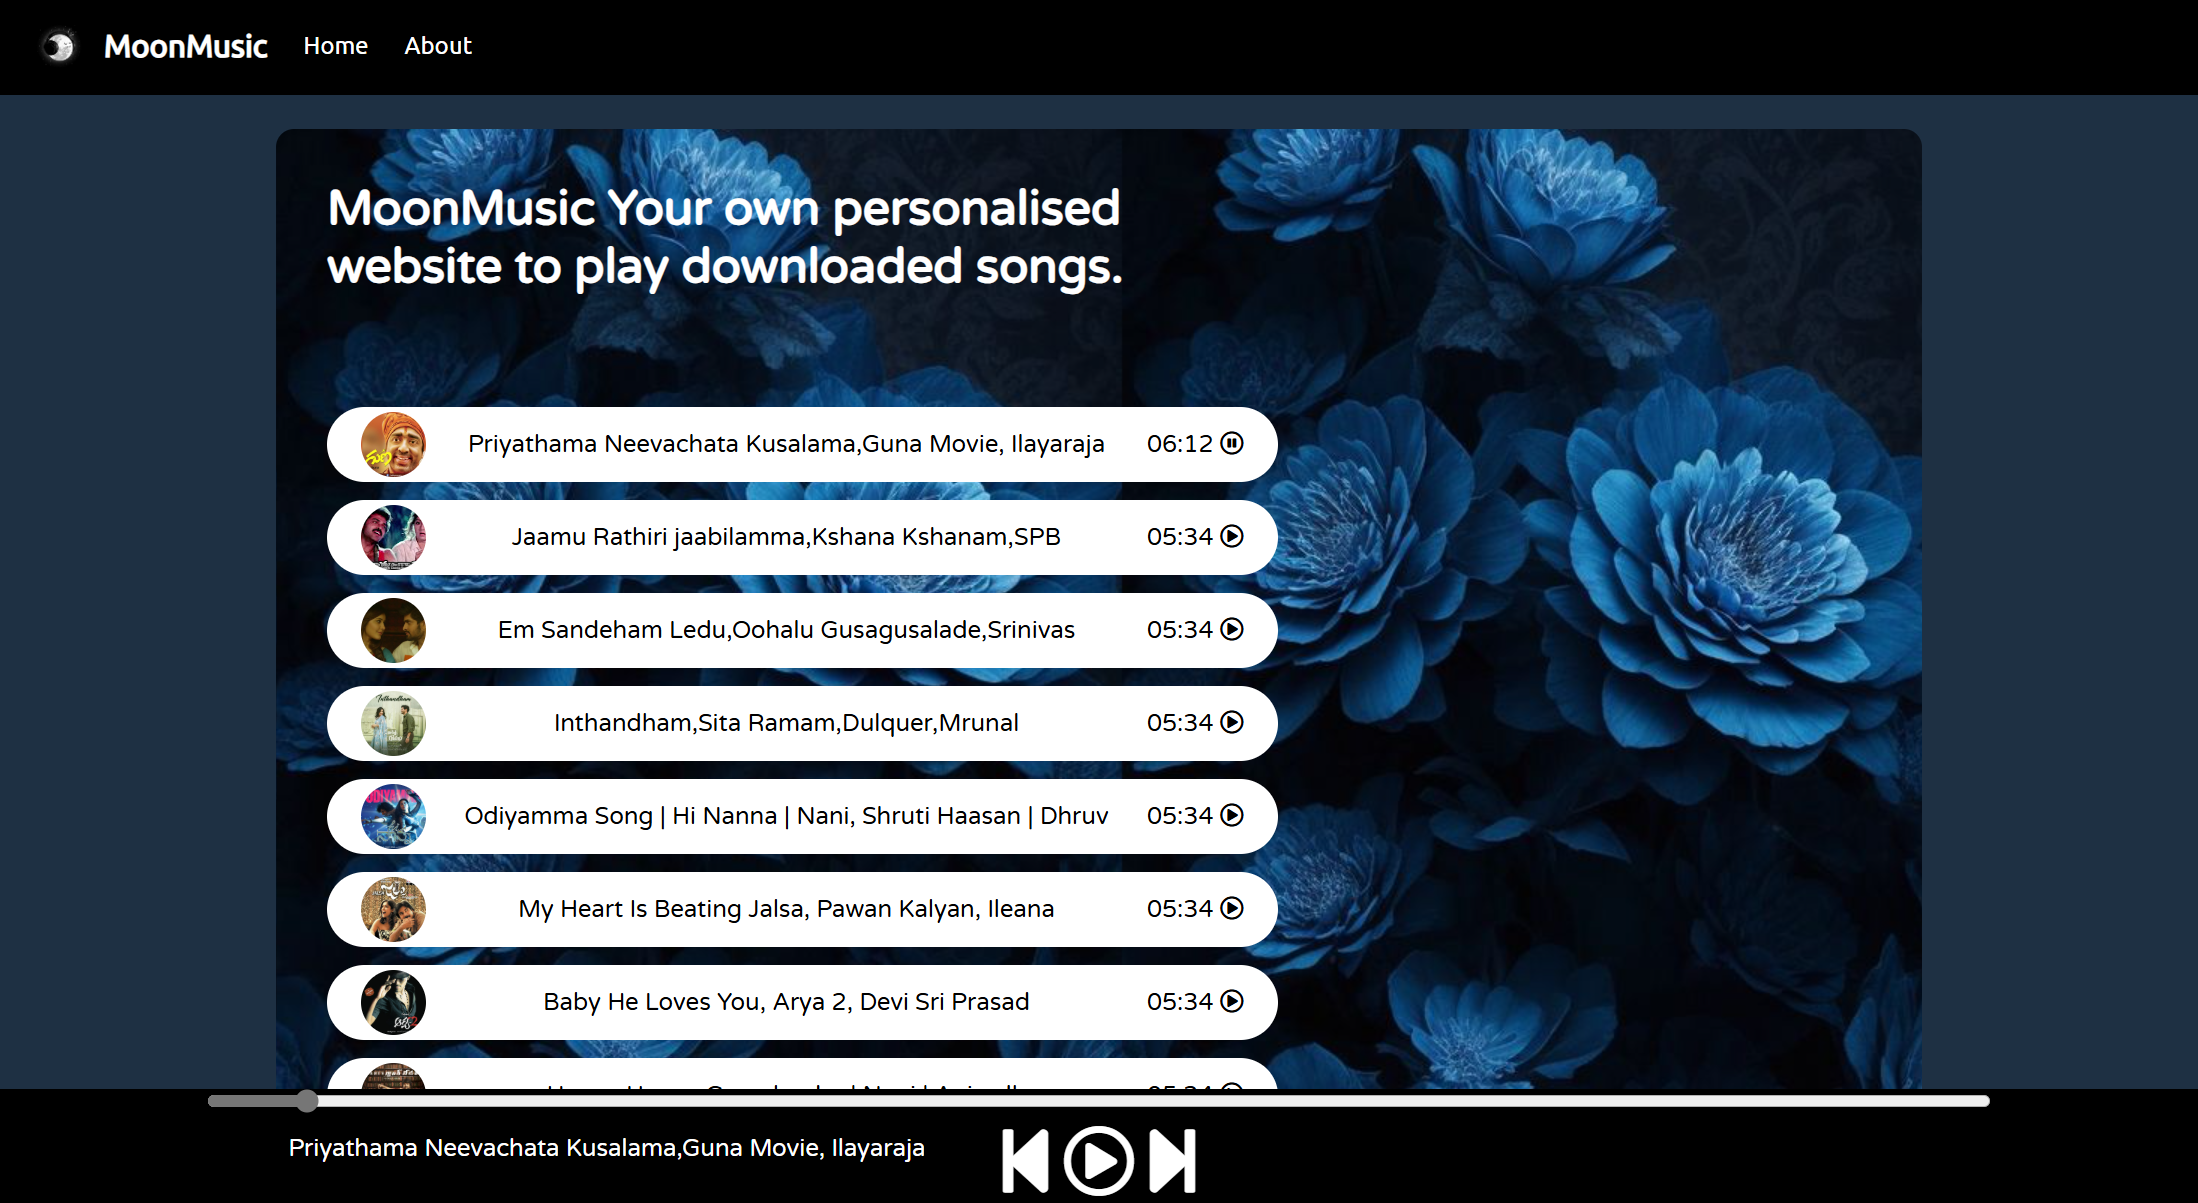 MoonMusic Home About
MoonMusic Your own personalised
website to play downloaded songs.
Priyathama Neevachata Kusalama,Guna Movie, Ilayaraja 06:12
Jaamu Rathiri jaabilamma,Kshana Kshanam,SPB 05:34
Em Sandeham Ledu,Oohalu Gusagusalade,Srinivas 05:34
Inthandham,Sita Ramam,Dulquer,Mrunal 05:34
Odiyamma Song | Hi Nanna | Nani, Shruti Haasan | Dhruv 05:34
My Heart Is Beating Jalsa, Pawan Kalyan, Ileana 05:34
Baby He Loves You, Arya 2, Devi Sri Prasad 05:34
05:34
Priyathama Neevachata Kusalama,Guna Movie, Ilayaraja